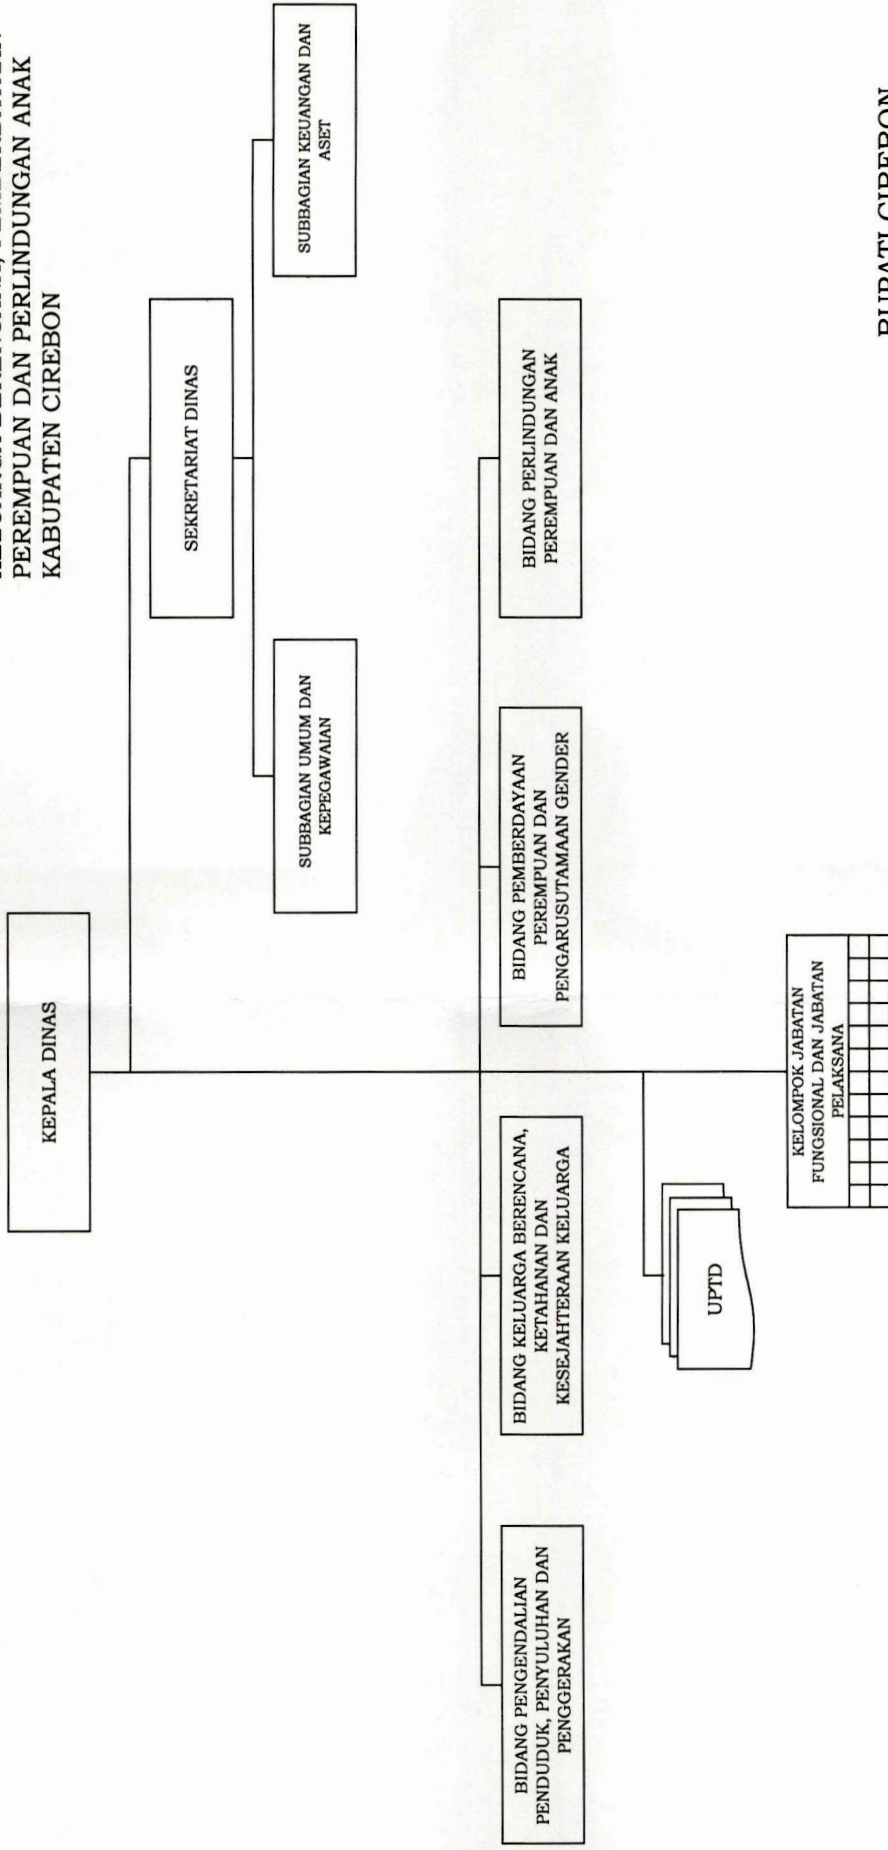 PEREMPUAN DAN PERLINDUNGAN ANAK
KABUPATEN CIREBON
KEPALA DINAS
SEKRETARIAT DINAS
SUBBAGIAN UMUM DAN
KEPEGAWAIAN
SUBBAGIAN KEUANGAN DAN
ASET
BIDANG PENGENDALIAN
PENDUDUK, PENYULUHAN DAN
PENGGERAKAN
BIDANG KELUARGA BERENCANA,
KETAHANAN DAN
KESEJAHTERAAN KELUARGA
BIDANG PEMBERDAYAAN
PEREMPUAN DAN
PENGARUSUTAMAAN GENDER
BIDANG PERLINDUNGAN
PEREMPUAN DAN ANAK
UPTD
KELOMPOK JABATAN
FUNGSIONAL DAN JABATAN
PELAKSANA
BUPATI CIREBON